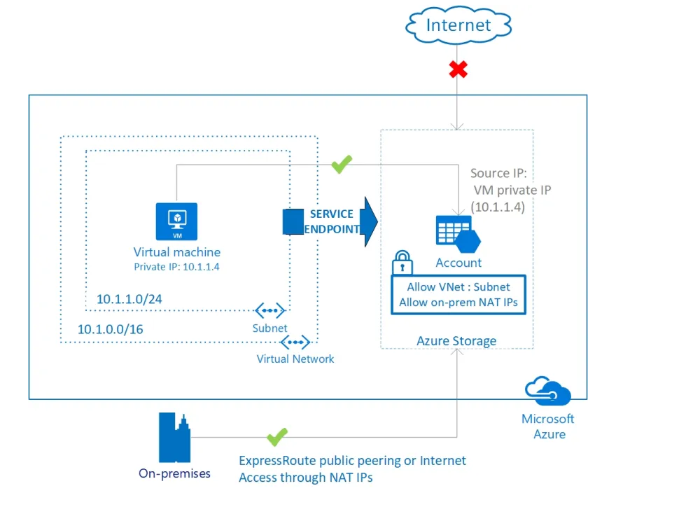 Internet
Source IP:
VM private IP
(10.1.1.4)
SERVICE
ENDPOINT
VM
Virtual machine
Private IP: 10.1.1.4
Account
Allow VNet : Subnet
Allow on-prem NAT IPs
10.1.1.0/24
Subnet
10.1.0.0/16
Azure Storage
Virtual Network
Microsoft
Azure
On-premises
ExpressRoute public peering or Internet
Access through NAT IPs